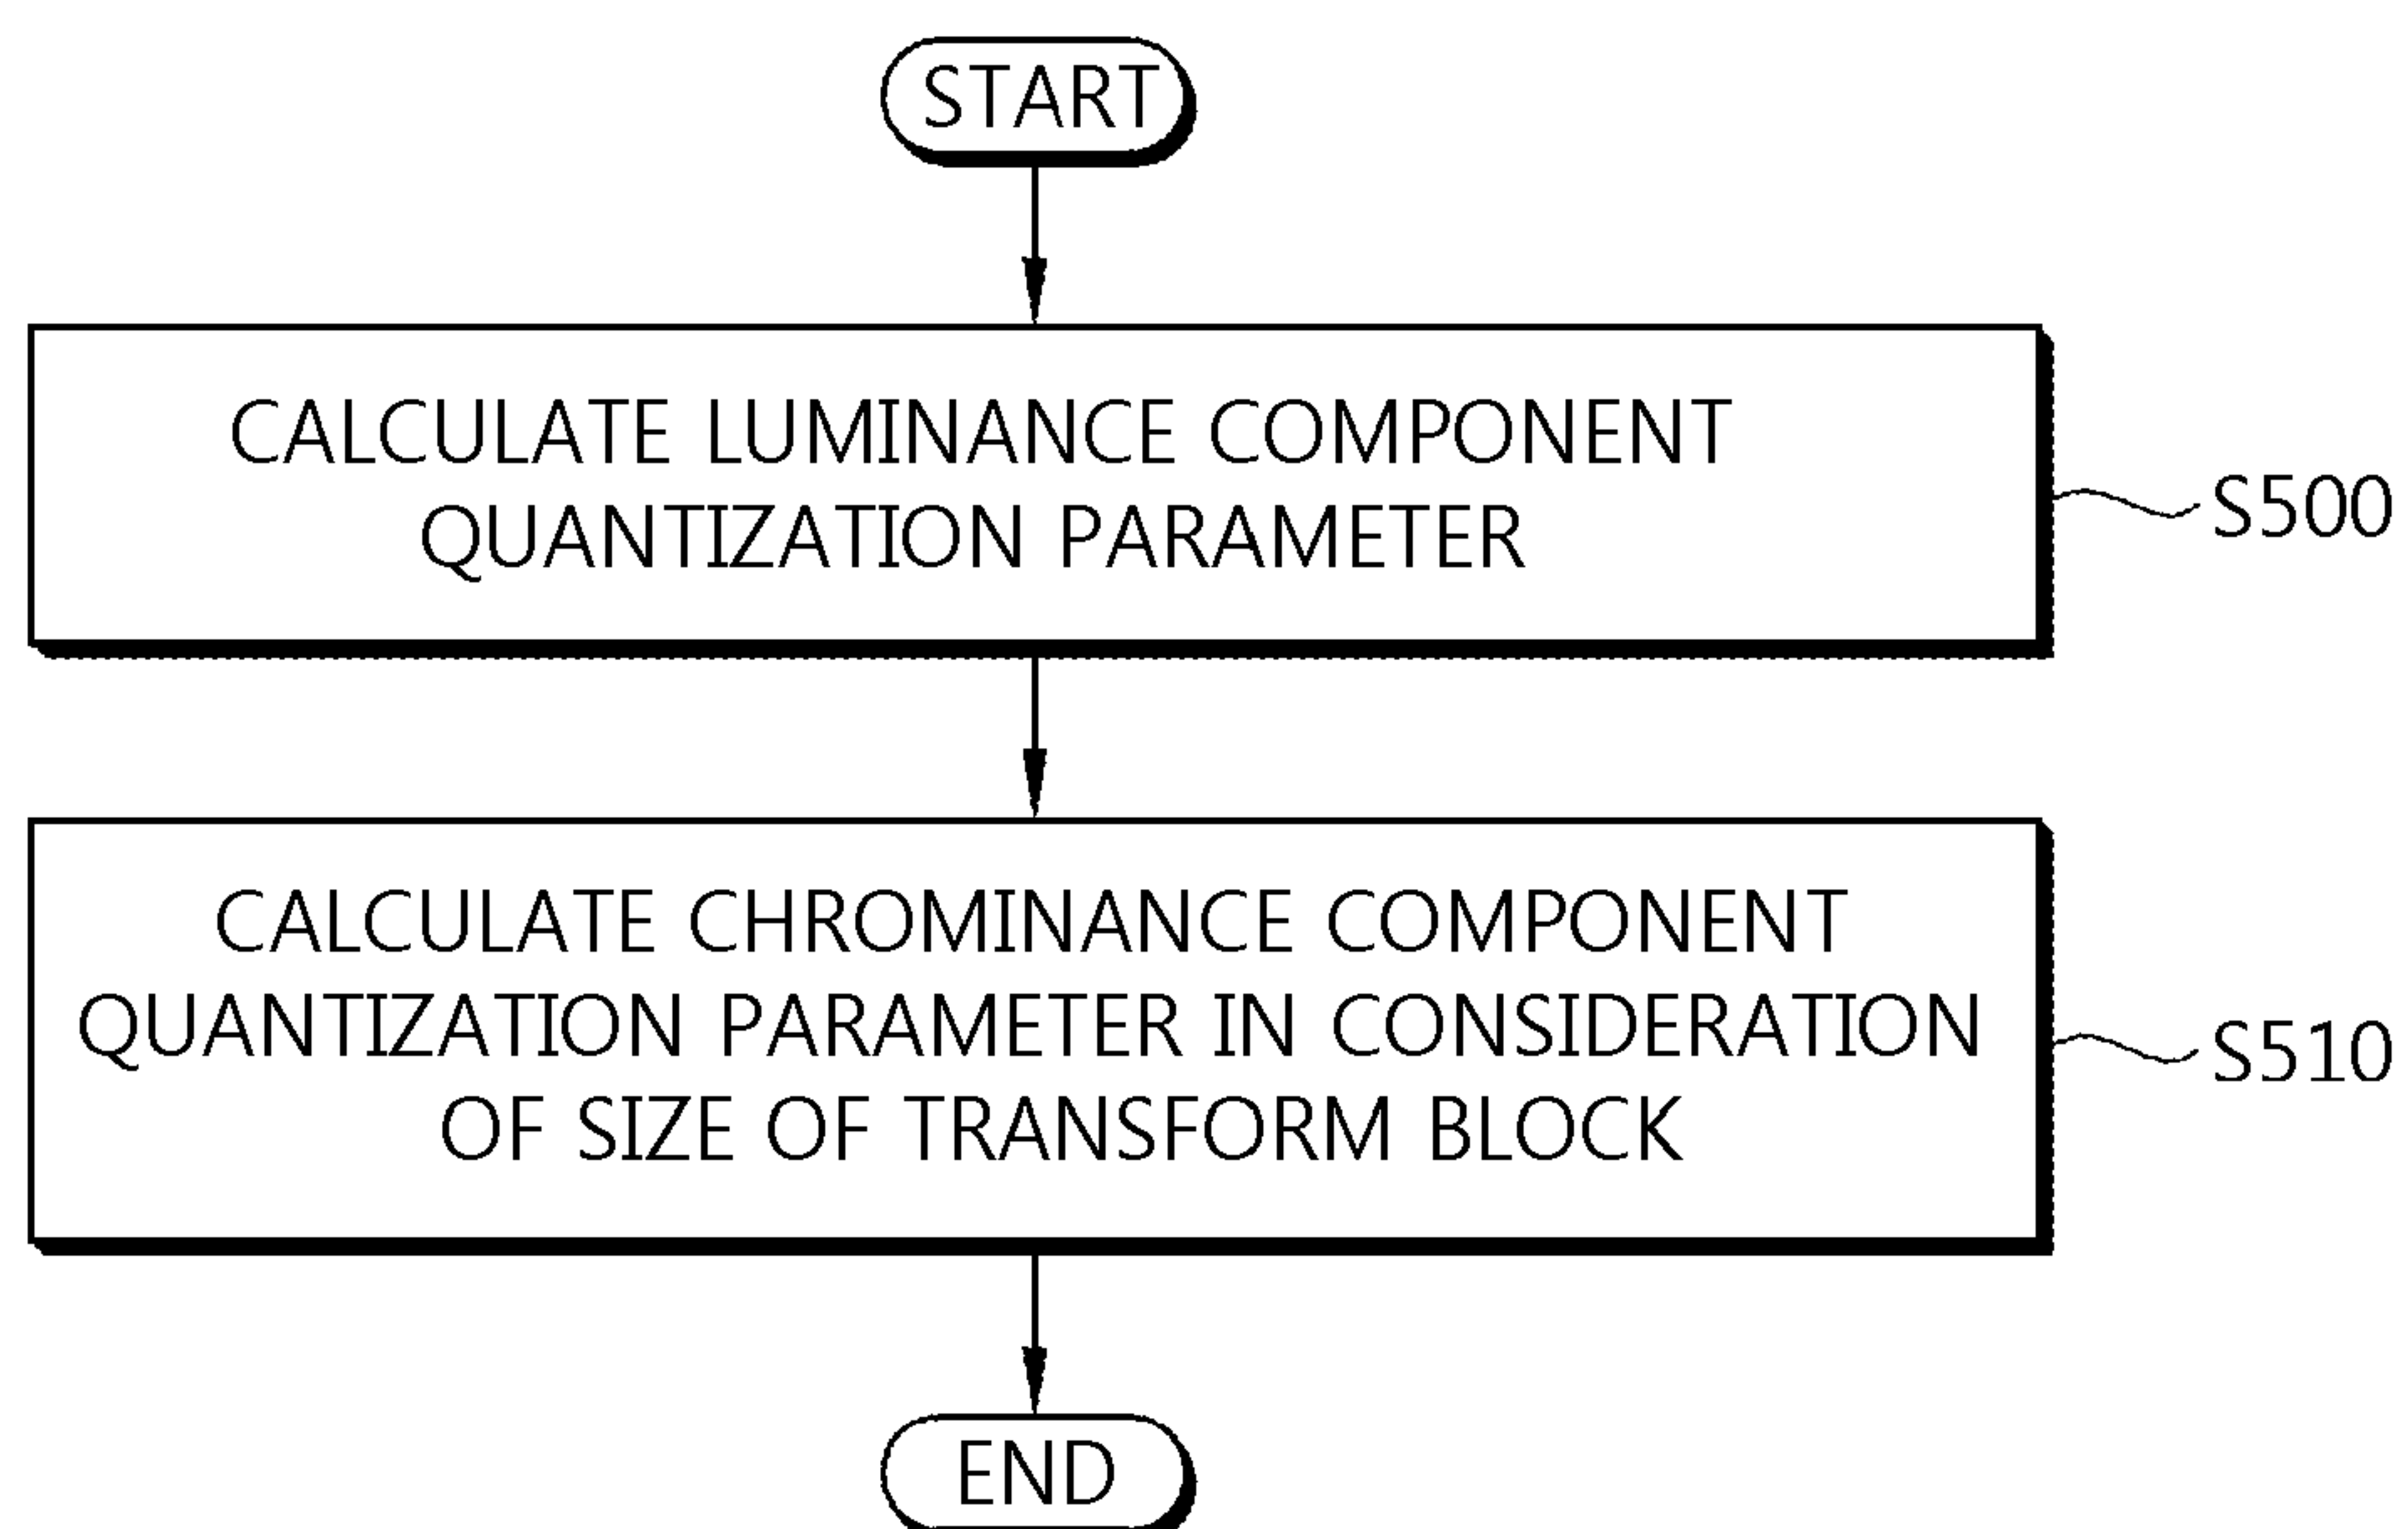 START
CALCULATE LUMINANCE COMPONENT
QUANTIZATION PARAMETER
S500
CALCULATE CHROMINANCE COMPONENT
QUANTIZATION PARAMETER IN CONSIDERATION
OF SIZE OF TRANSFORM BLOCK
S510
END